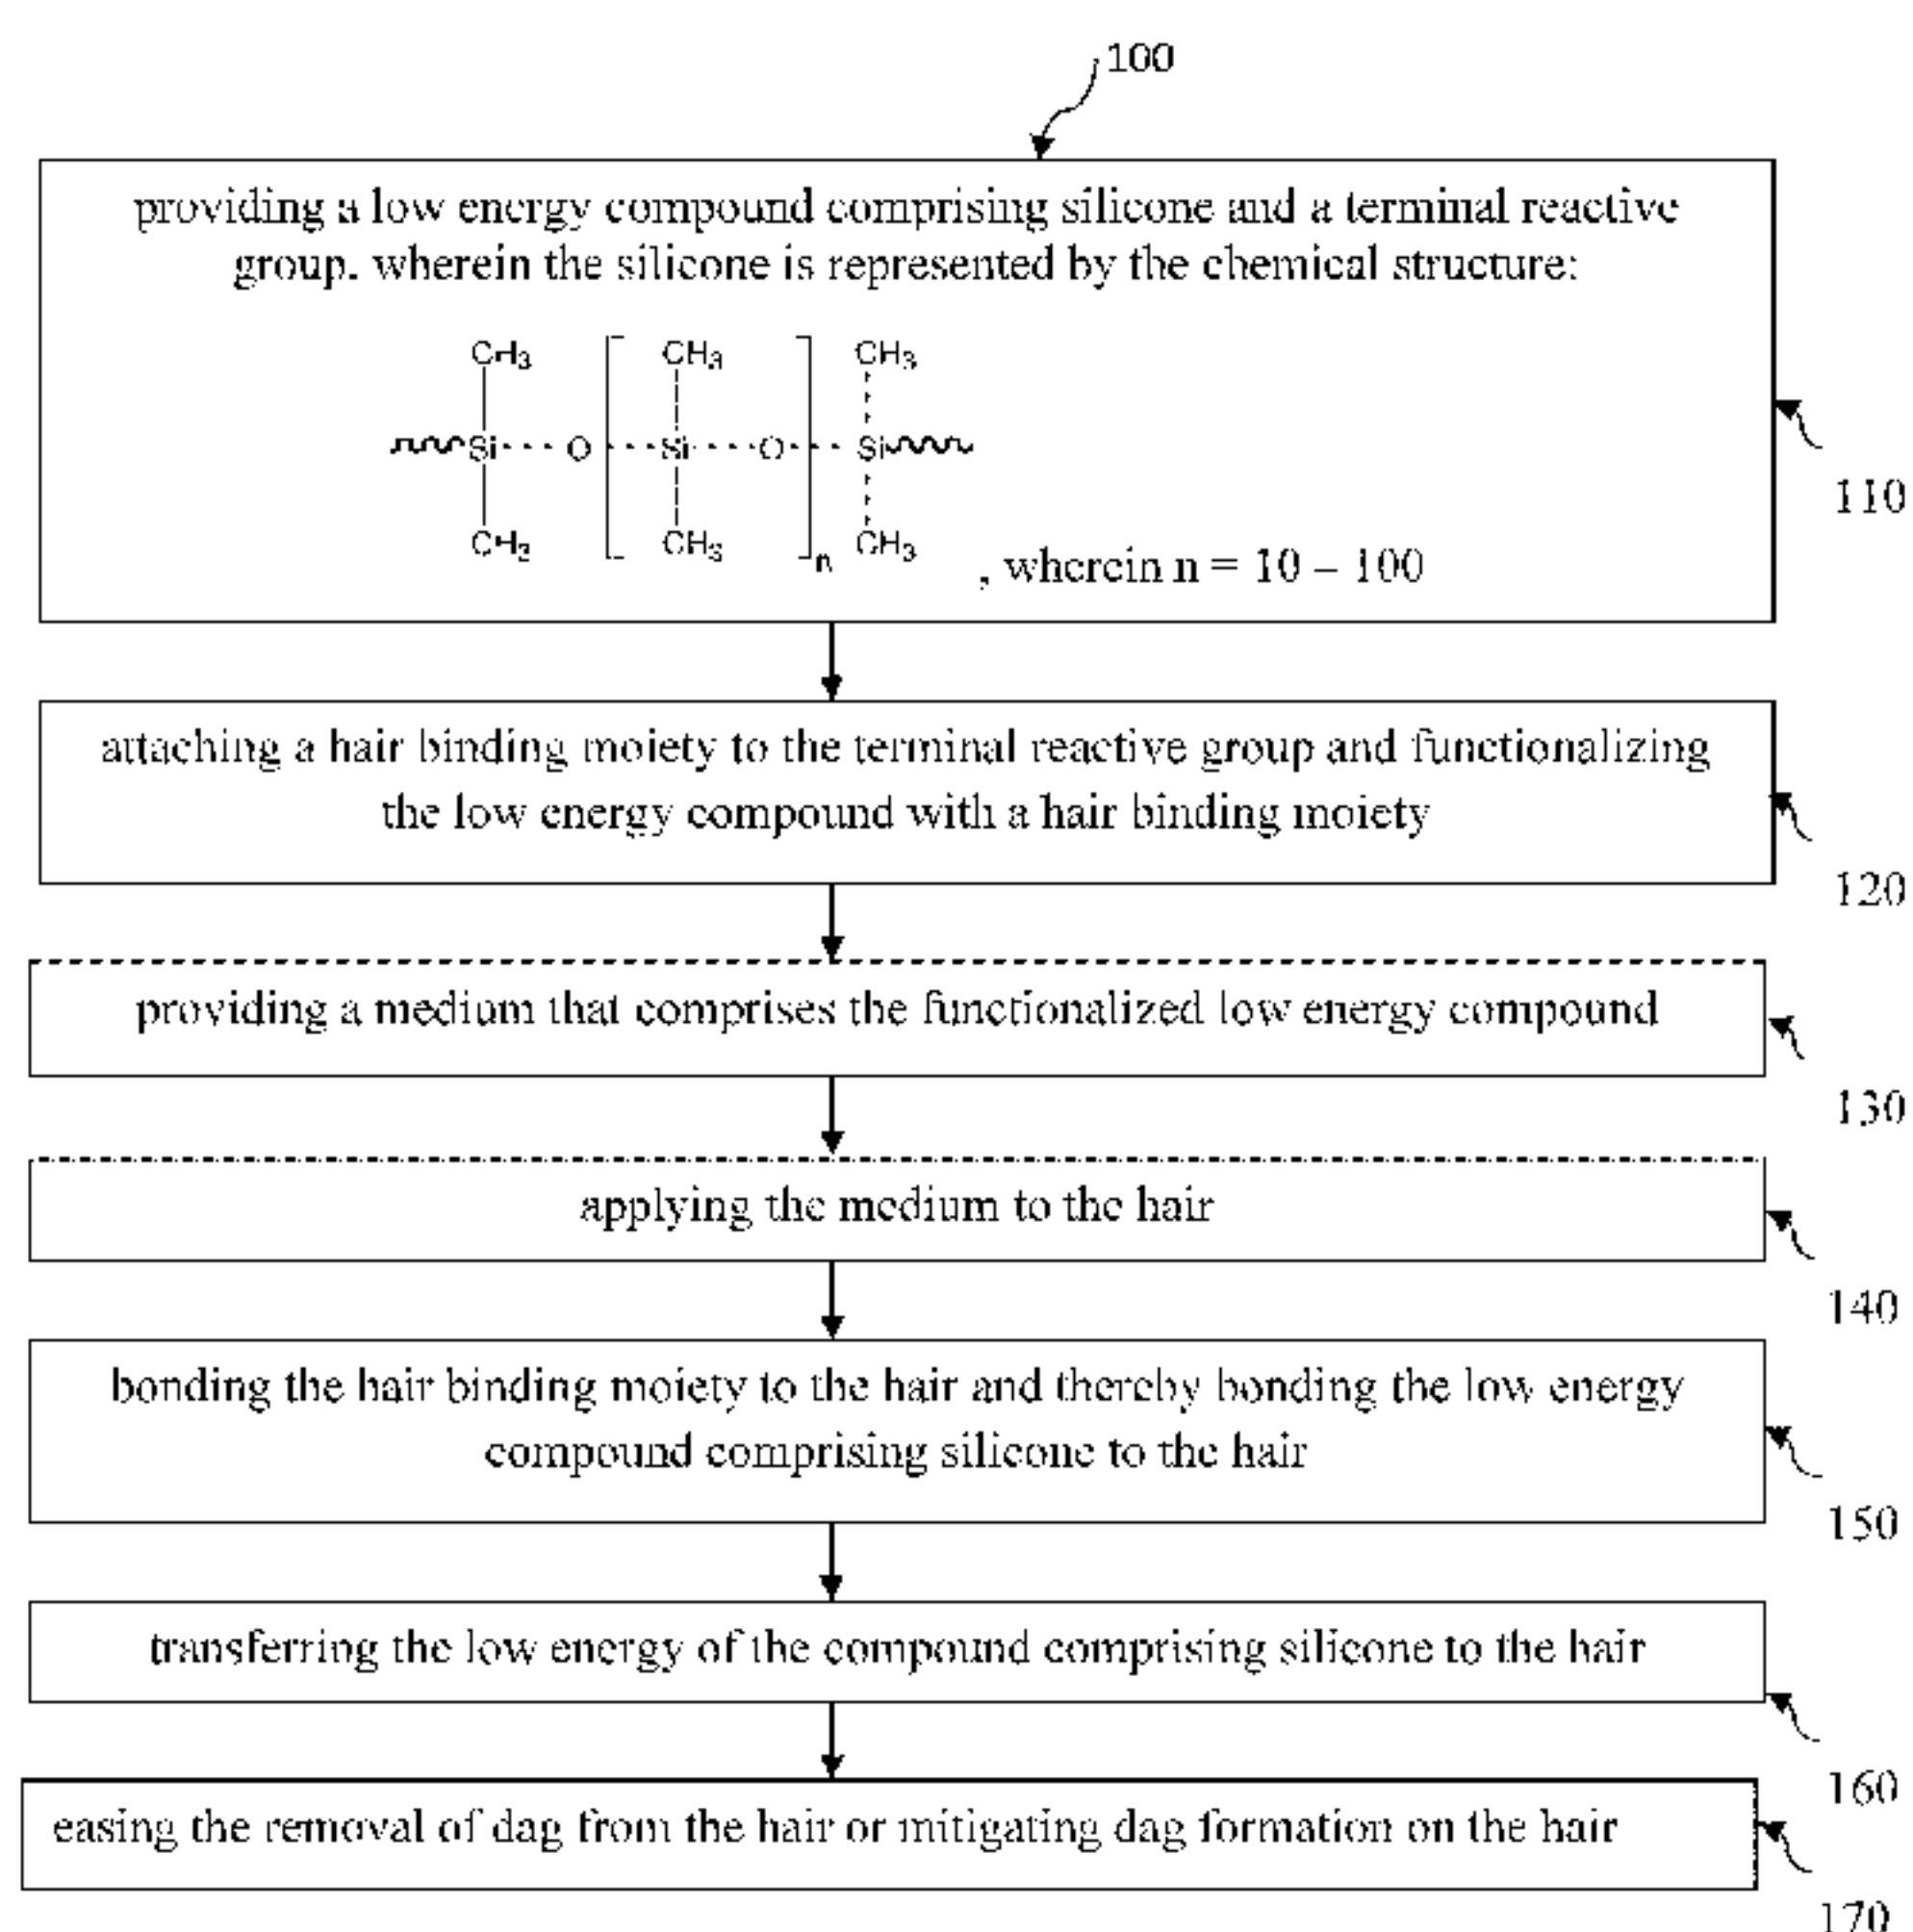 100
providing a low energy compound comprising silicone and a terminal reactive
group. wherein the silicone is represented by the chemical structure:
CH3 CH3 CH3
Si O Si O Si
CH3 CH3 CH3
n
, wherein n = 10 – 100
110
attaching a hair binding moiety to the terminal reactive group and functionalizing
the low energy compound with a hair binding moiety
120
providing a medium that comprises the functionalized low energy compound
130
applying the medium to the hair
140
bonding the hair binding moiety to the hair and thereby bonding the low energy
compound comprising silicone to the hair
150
transferring the low energy of the compound comprising silicone to the hair
160
easing the removal of dag from the hair or mitigating dag formation on the hair
170